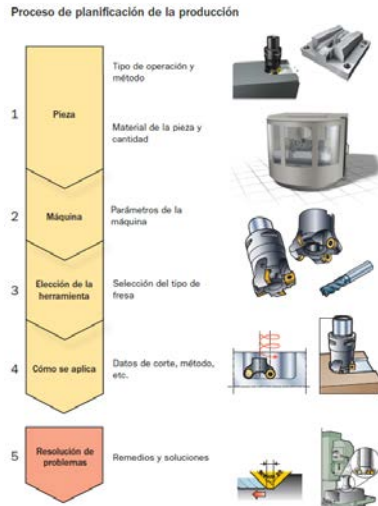 Proceso de planificación de la producción
Tipo de operación y
método
1
Pieza
Material de la pieza y
cantidad
2
Máquina
Parámetros de la
máquina
3
Elección de la
herramienta
Selección del tipo de
fresa
4
Cómo se aplica
Datos de corte, método,
etc.
5
Resolución de
problemas
Remedios y soluciones